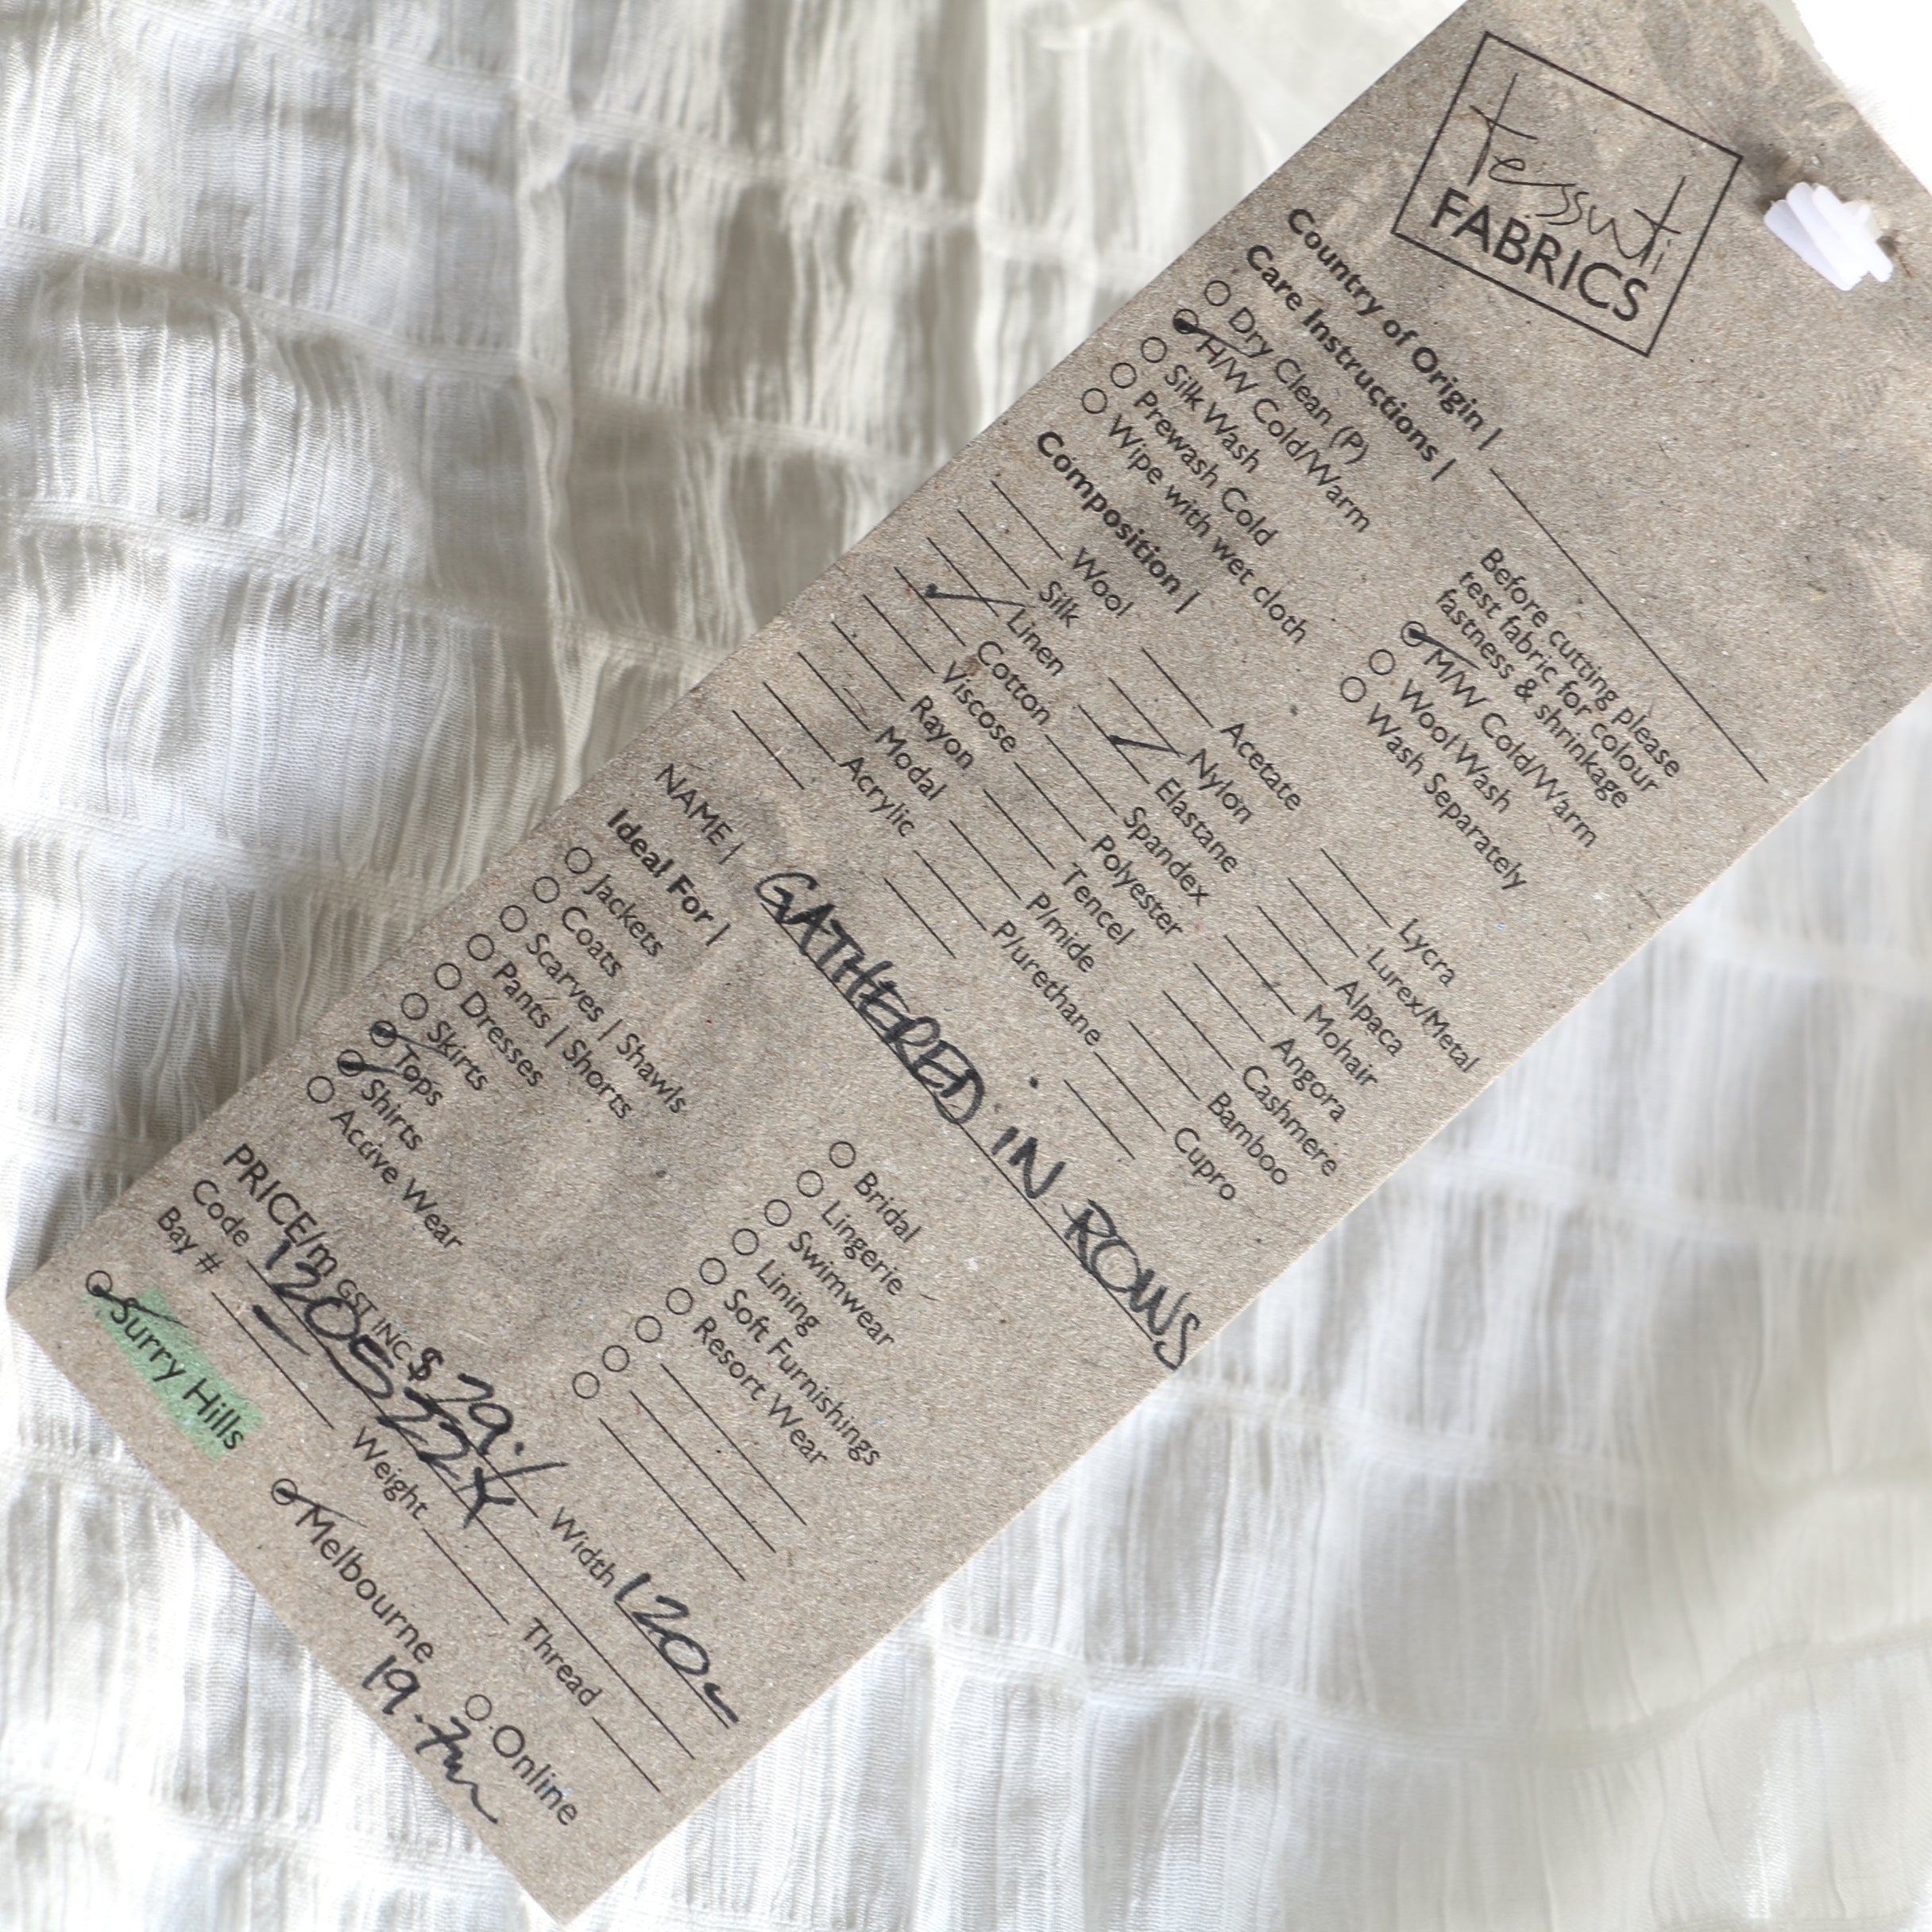 tessuti
FABRICS
Country of Origin |
Care Instructions |
Before cutting please
test fabric for colour
fastness & shrinkage
Dry Clean (P)
H/W Cold/Warm M/W Cold/Warm
Silk Wash Wool Wash
Prewash Cold Wash Separately
Wipe with wet cloth
Composition |
Wool Acetate Lycra
Silk Nylon Lurex/Metal
Linen Elastane Alpaca
Cotton Spandex Mohair
Viscose Polyester Angora
Rayon Tencel Cashmere
Modal P/mide Bamboo
Acrylic P/urethane Cupro
NAME | GATHERED IN ROWS
Ideal For |
Jackets Bridal
Coats Lingerie
Scarves | Shawls Swimwear
Pants | Shorts Lining
Dresses Soft Furnishings
Skirts Resort Wear
Tops
Shirts
Active Wear
PRICE/m GST INC $ 29. Width 120
Code
Bay # Weight Thread
Surry Hills Melbourne Online
19.7m